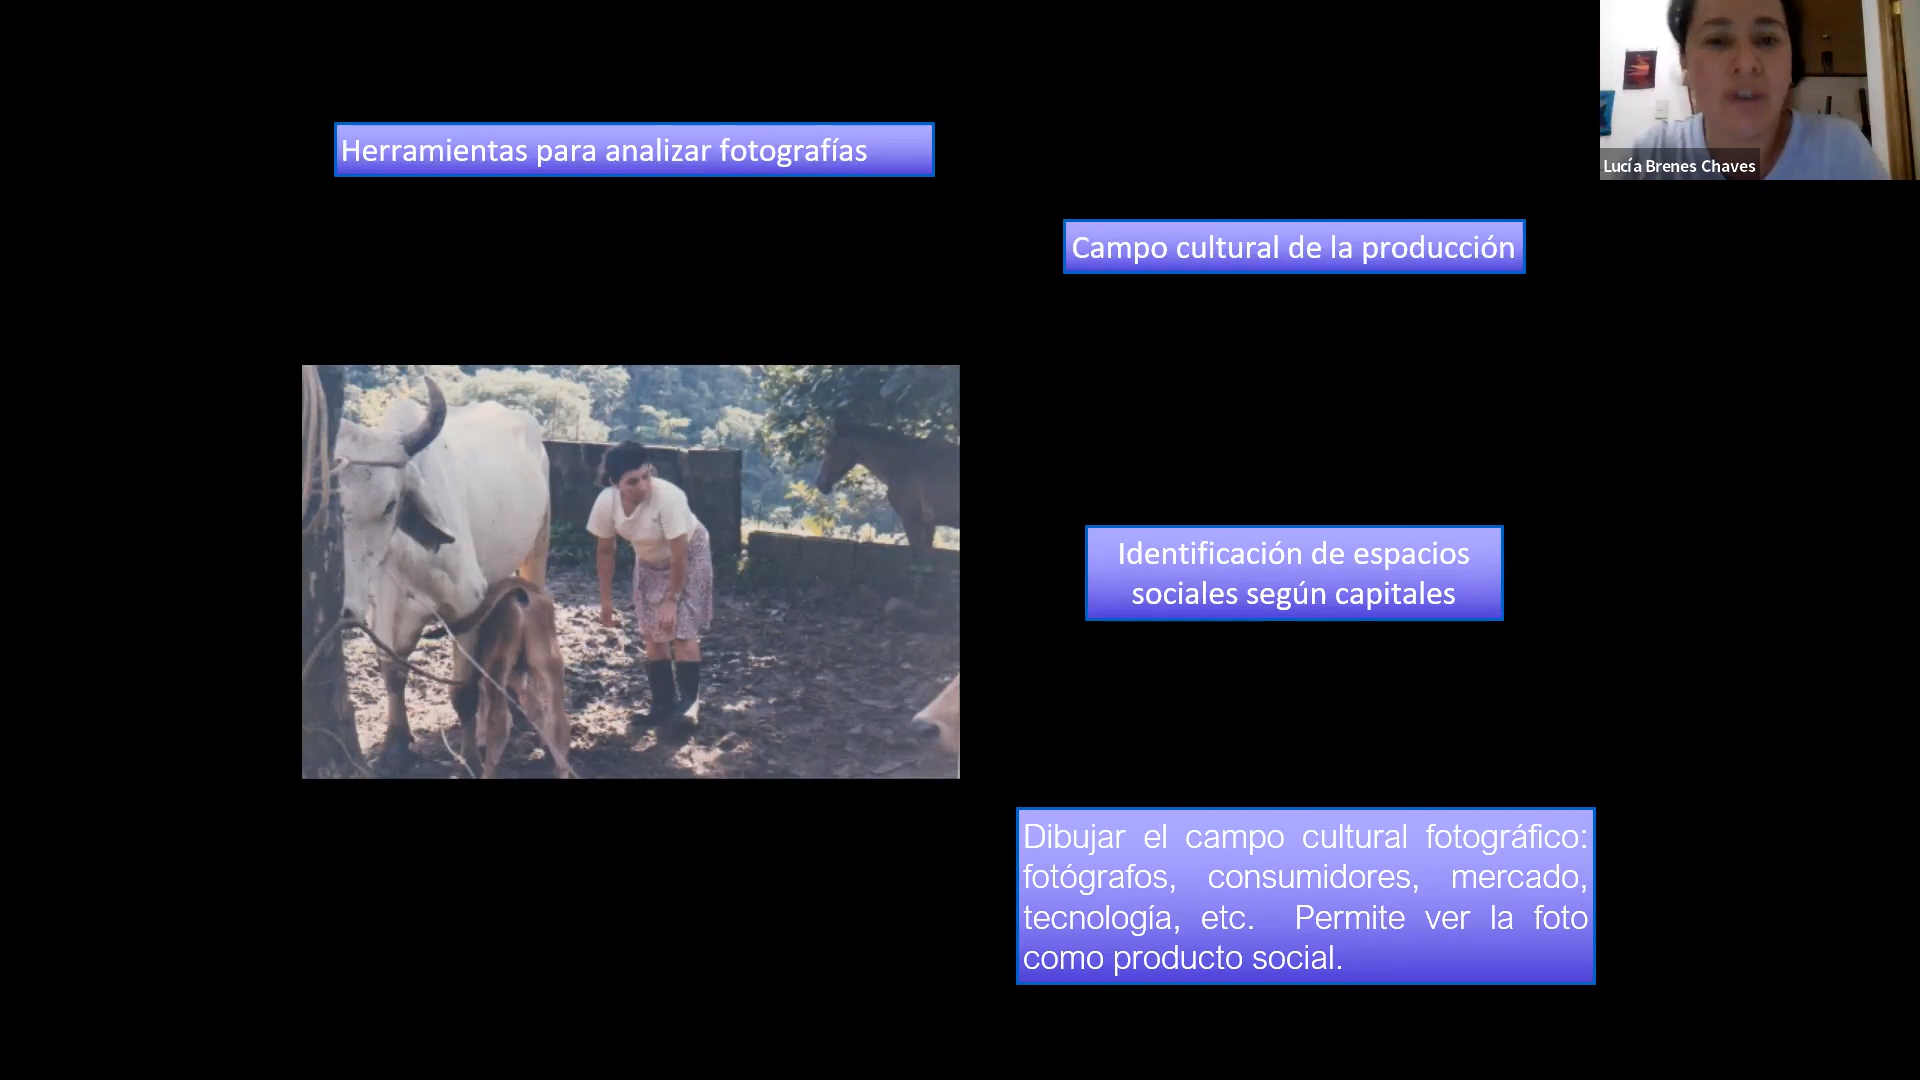 Herramientas para analizar fotografías
Lucía Brenes Chaves
Campo cultural de la producción
Identificación de espacios
sociales según capitales
Dibujar el campo cultural fotográfico:
fotógrafos, consumidores, mercado,
tecnología, etc. Permite ver la foto
como producto social.